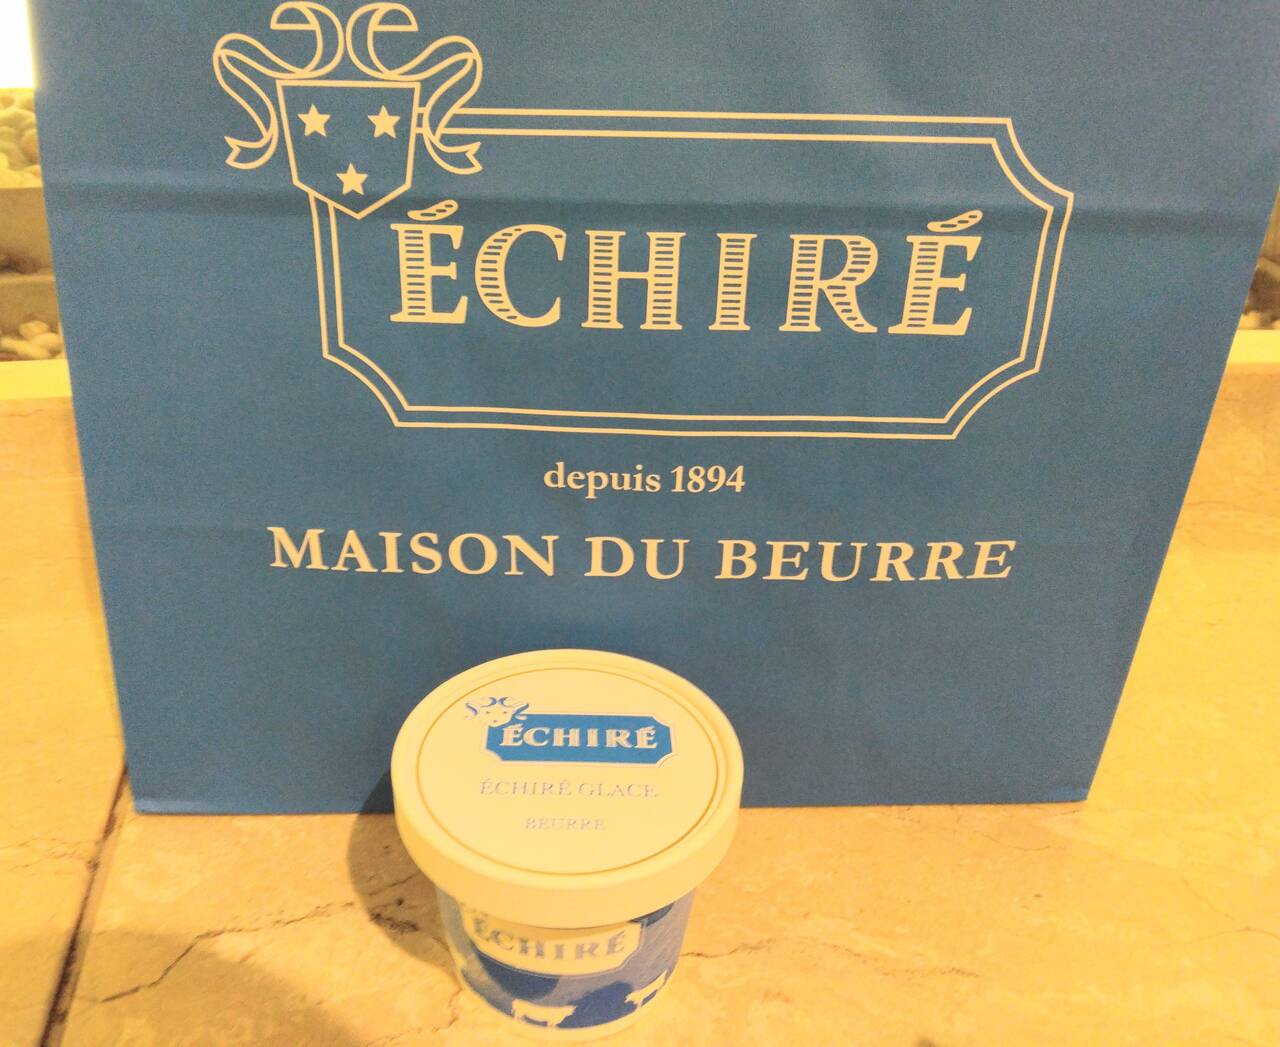 ÉCHIRÉ
depuis 1894
MAISON DU BEURRE
ÉCHIRÉ
ÉCHIRÉ GLACE
BEURRE
ÉCHIRÉ